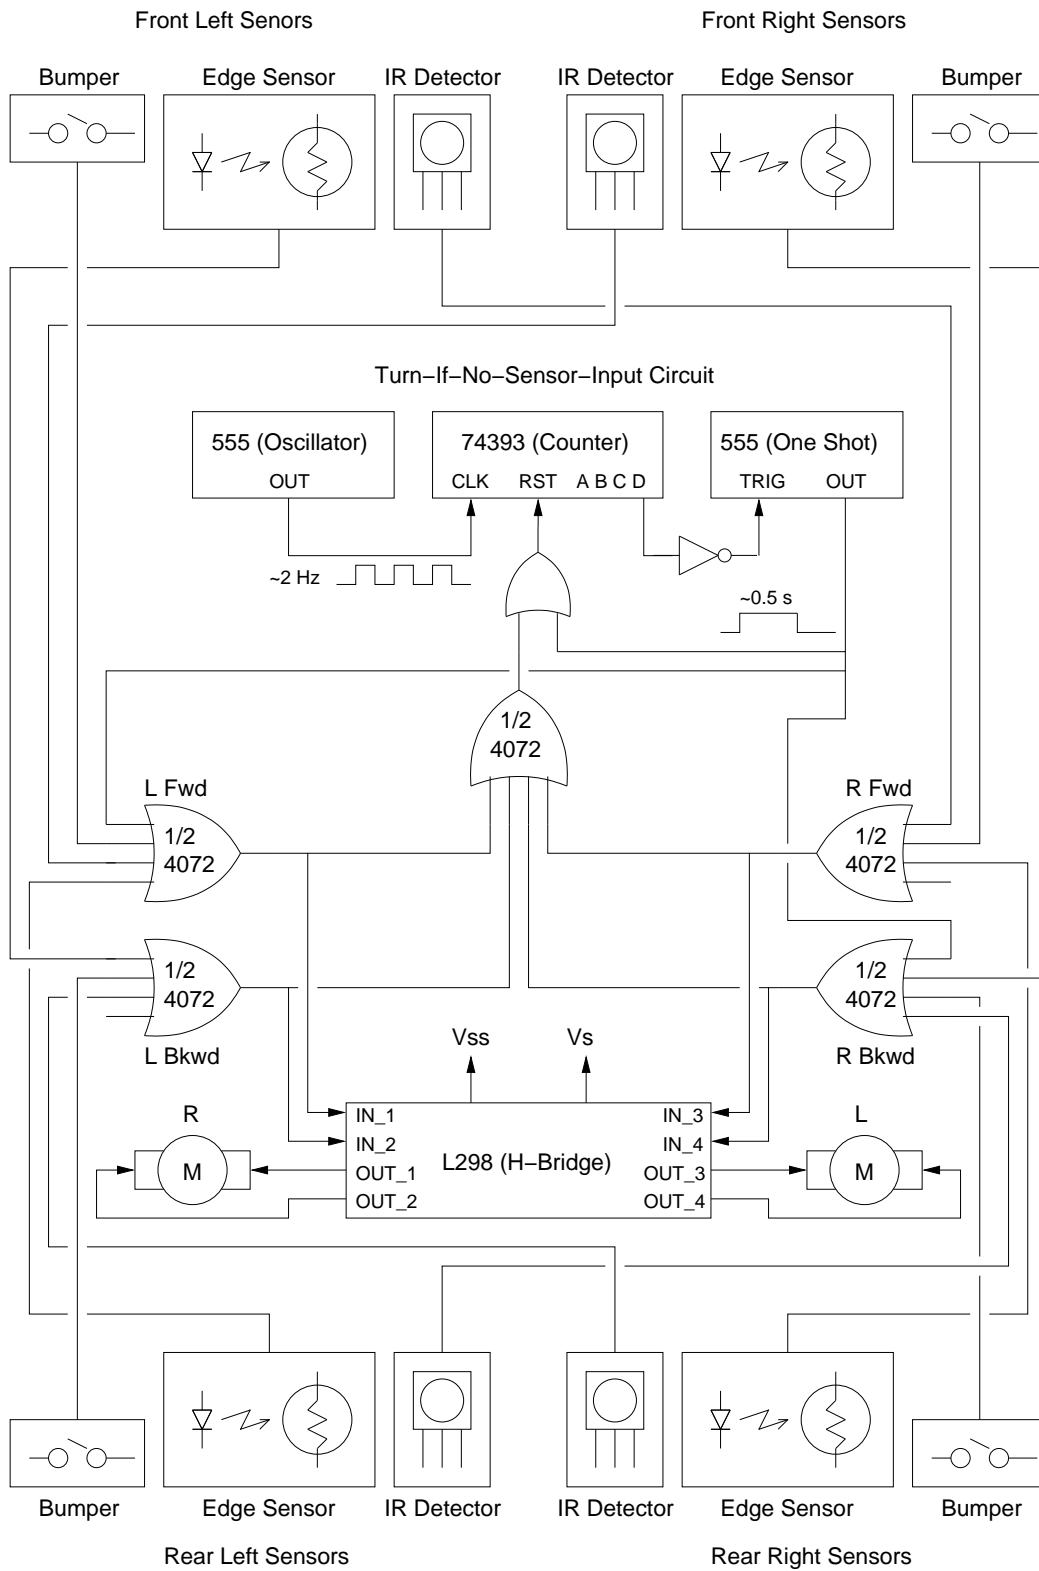 Front Left Senors
Front Right Sensors
Bumper
Edge Sensor
IR Detector
IR Detector
Edge Sensor
Bumper
Turn−If−No−Sensor−Input Circuit
555 (Oscillator)
OUT
74393 (Counter)
CLK RST A B C D
555 (One Shot)
TRIG OUT
~2 Hz
~0.5 s
1/2
4072
L Fwd
1/2
4072
R Fwd
1/2
4072
1/2
4072
L Bkwd
1/2
4072
R Bkwd
Vss
Vs
R
M
L
M
IN_1
IN_2
OUT_1
OUT_2
L298 (H−Bridge)
IN_3
IN_4
OUT_3
OUT_4
Bumper
Edge Sensor
IR Detector
IR Detector
Edge Sensor
Bumper
Rear Left Sensors
Rear Right Sensors